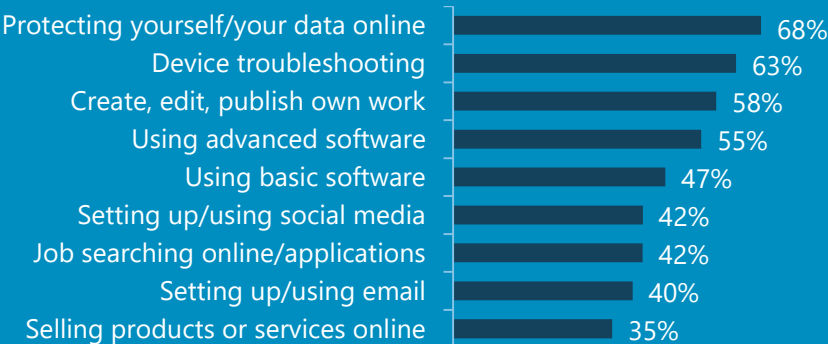 Protecting yourself/your data online 68%
Device troubleshooting 63%
Create, edit, publish own work 58%
Using advanced software 55%
Using basic software 47%
Setting up/using social media 42%
Job searching online/applications 42%
Setting up/using email 40%
Selling products or services online 35%